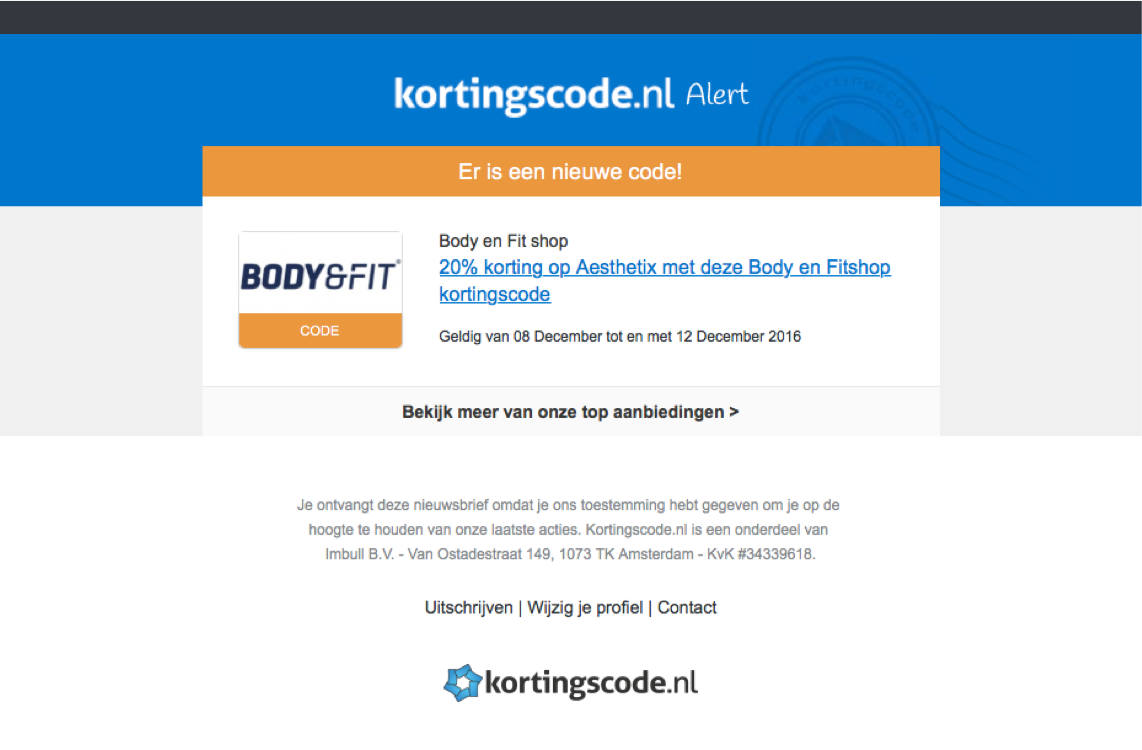 kortingscode.nl Alert
kortingscode
Er is een nieuwe code!
BODY&FIT®
CODE
Body en Fit shop
20% korting op Aesthetix met deze Body en Fitshop
kortingscode
Geldig van 08 December tot en met 12 December 2016
Bekijk meer van onze top aanbiedingen >
Je ontvangt deze nieuwsbrief omdat je ons toestemming hebt gegeven om je op de
hoogte te houden van onze laatste acties. Kortingscode.nl is een onderdeel van
Imbull B.V. - Van Ostadestraat 149, 1073 TK Amsterdam - KvK #34339618.
Uitschrijven | Wijzig je profiel | Contact
kortingscode.nl